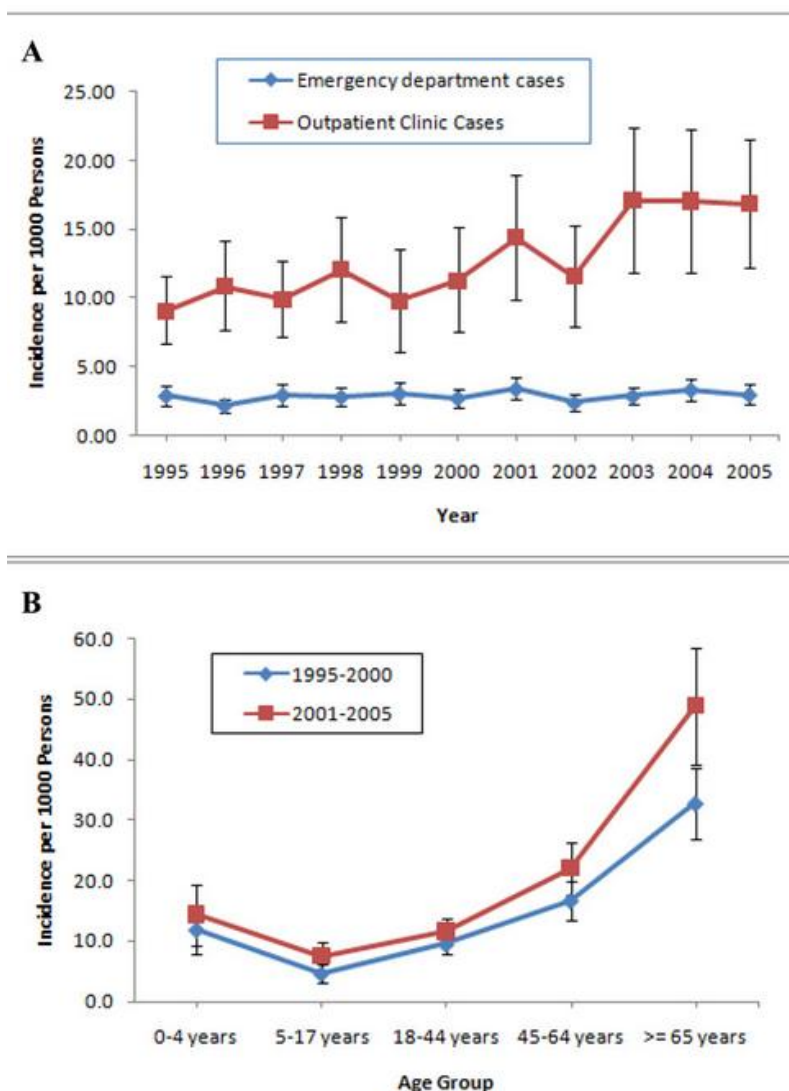 A
Emergency department cases
Outpatient Clinic Cases
Incidence per 1000 Persons
25.00
20.00
15.00
10.00
5.00
0.00
1995 1996 1997 1998 1999 2000 2001 2002 2003 2004 2005
Year
B
1995-2000
2001-2005
Incidence per 1000 Persons
60.0
50.0
40.0
30.0
20.0
10.0
0.0
0-4 years 5-17 years 18-44 years 45-64 years >= 65 years
Age Group